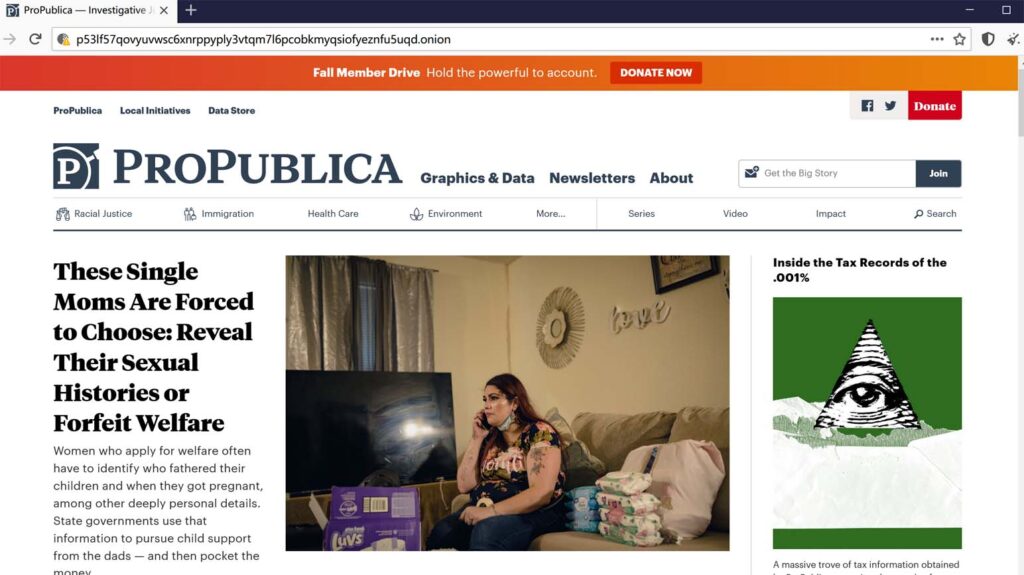 ProPublica — Investigative J
p53lf57qovyuvwsc6xnrppyply3vtqm7l6pcobkmyqsiofyeznfu5uqd.onion
Fall Member Drive Hold the powerful to account. DONATE NOW
ProPublica Local Initiatives Data Store
Donate
PROPUBLICA Graphics & Data Newsletters About
Get the Big Story Join
Racial Justice Immigration Health Care Environment More... Series Video Impact Search
These Single
Moms Are Forced
to Choose: Reveal
Their Sexual
Histories or
Forfeit Welfare
Women who apply for welfare often
have to identify who fathered their
children and when they got pregnant,
among other deeply personal details.
State governments use that
information to pursue child support
from the dads — and then pocket the
money.
love
Luvs
Inside the Tax Records of the
.001%
A massive trove of tax information obtained